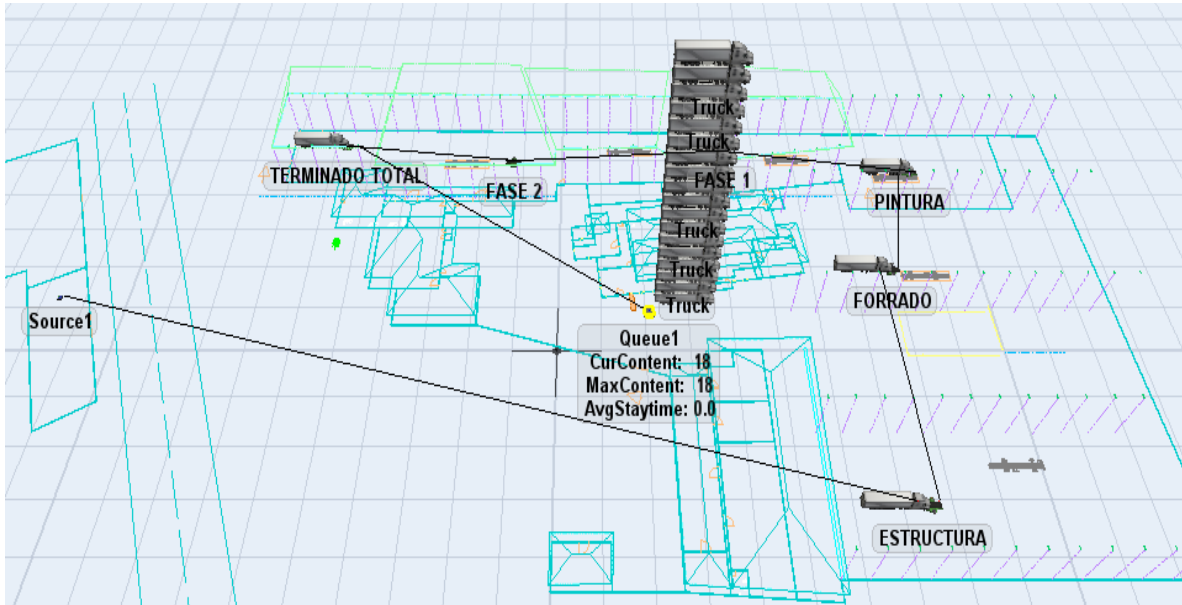 Truck
Truck
TERMINADO TOTAL
FASE 2
FASE 1
PINTURA
Truck
Truck
FORRADO
Truck
Source1
Queue1
CurContent: 18
MaxContent: 18
AvgStaytime: 0.0
ESTRUCTURA